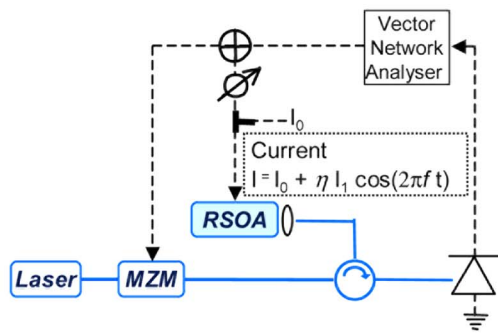 Vector
Network
Analyser
I₀
Current
I = I₀ + η I₁ cos(2πf t)
RSOA
Laser
MZM